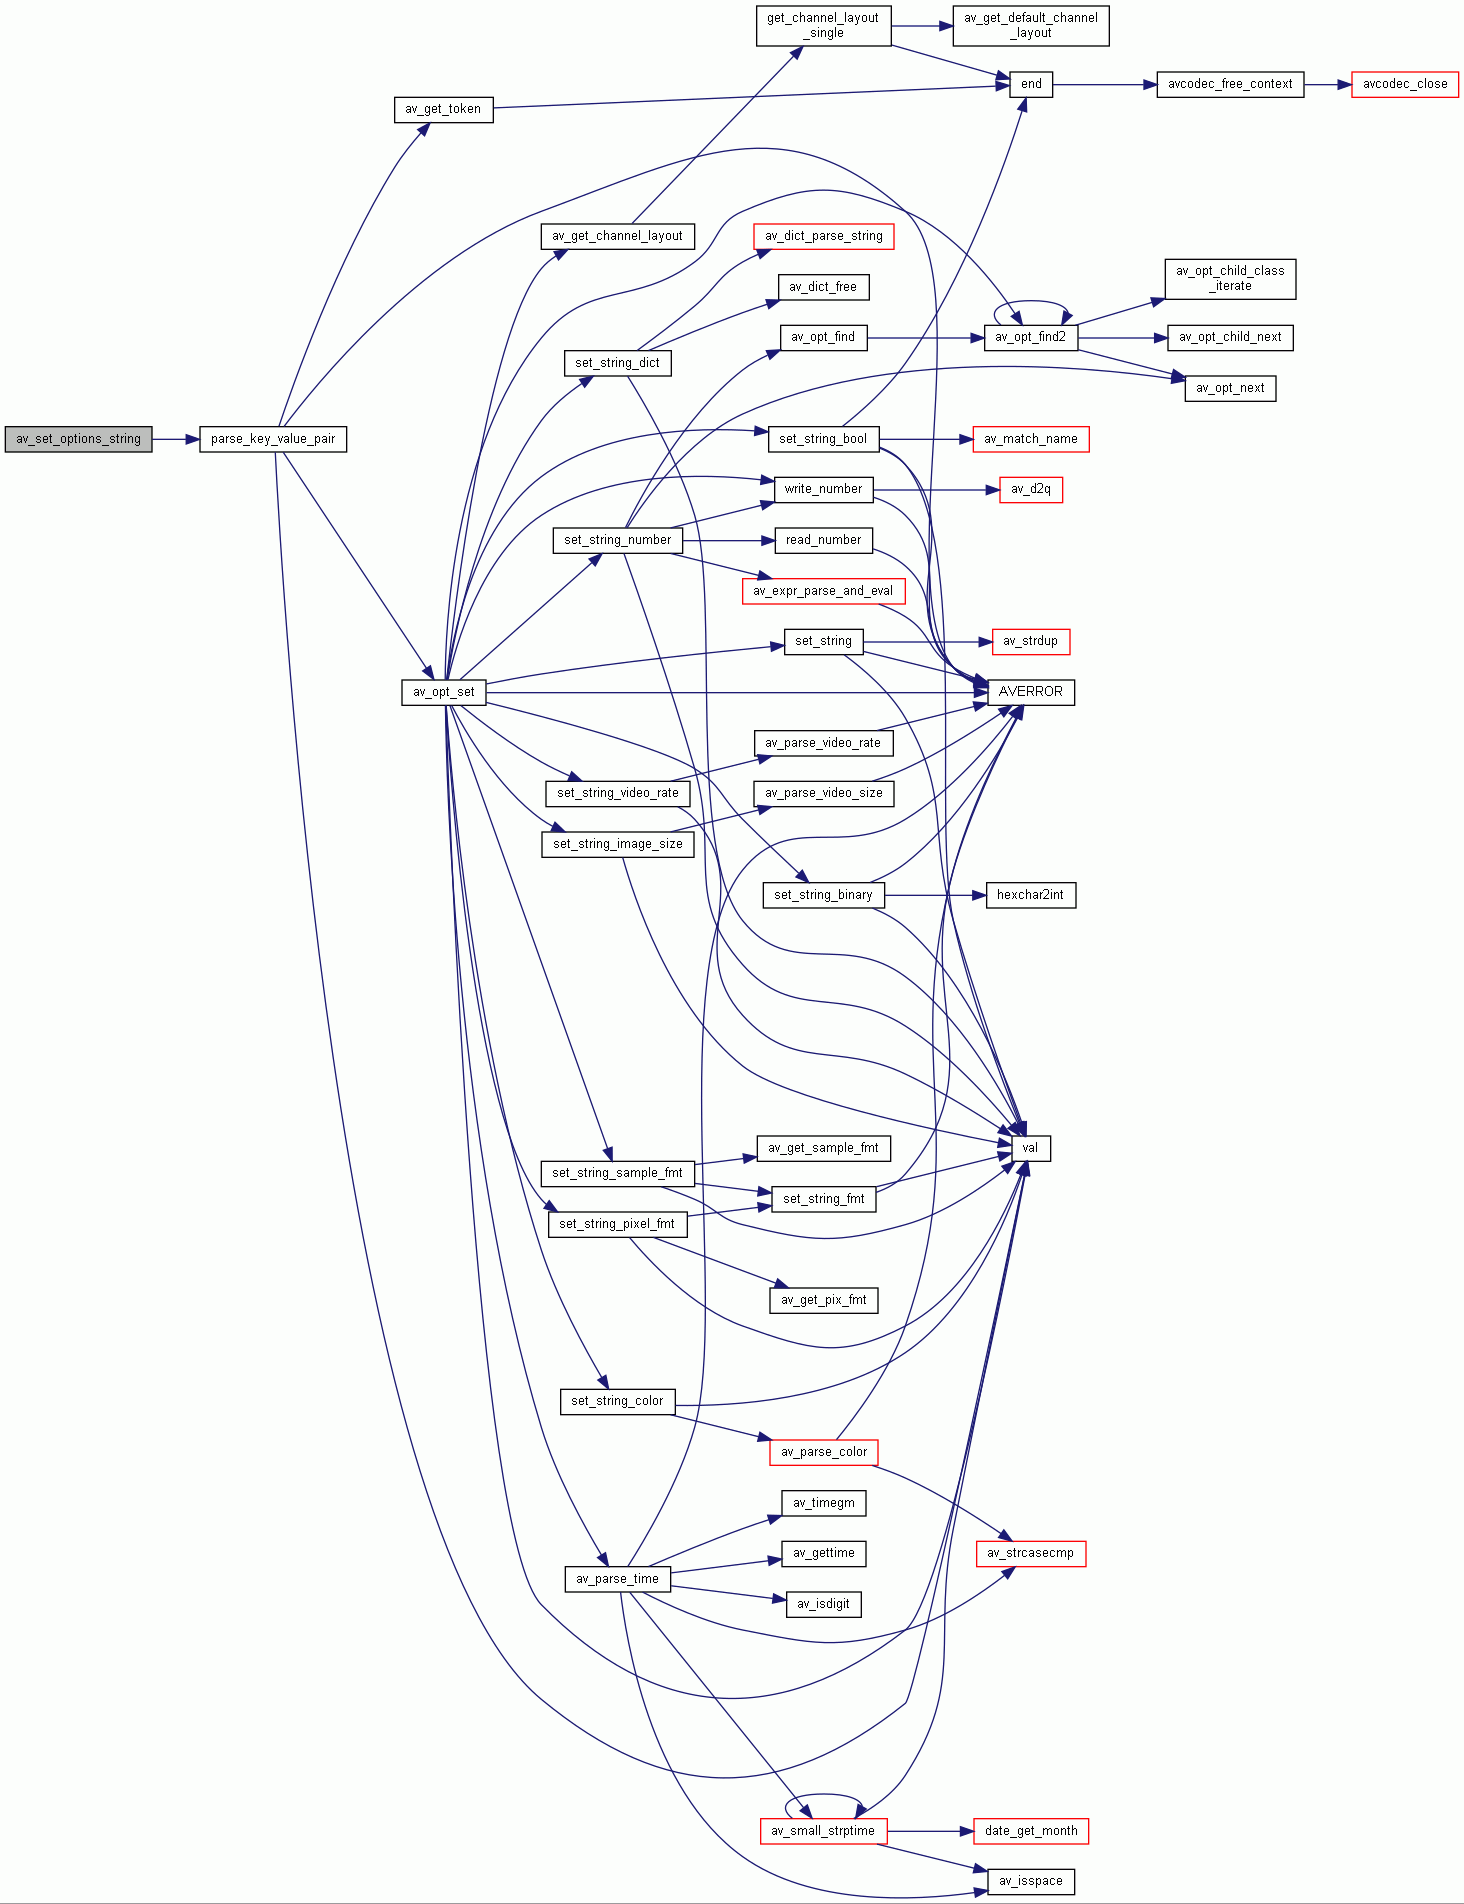 get_channel_layout
_single
av_get_default_channel
_layout
end
avcodec_free_context
avcodec_close
av_get_token
av_get_channel_layout
av_dict_parse_string
av_opt_child_class
_iterate
av_dict_free
av_opt_find
av_opt_find2
av_opt_child_next
set_string_dict
av_opt_next
av_set_options_string
parse_key_value_pair
set_string_bool
av_match_name
write_number
av_d2q
set_string_number
read_number
av_expr_parse_and_eval
set_string
av_strdup
av_opt_set
AVERROR
av_parse_video_rate
set_string_video_rate
av_parse_video_size
set_string_image_size
set_string_binary
hexchar2int
av_get_sample_fmt
val
set_string_sample_fmt
set_string_fmt
set_string_pixel_fmt
av_get_pix_fmt
set_string_color
av_parse_color
av_timegm
av_gettime
av_strcasecmp
av_parse_time
av_isdigit
av_small_strptime
date_get_month
av_isspace